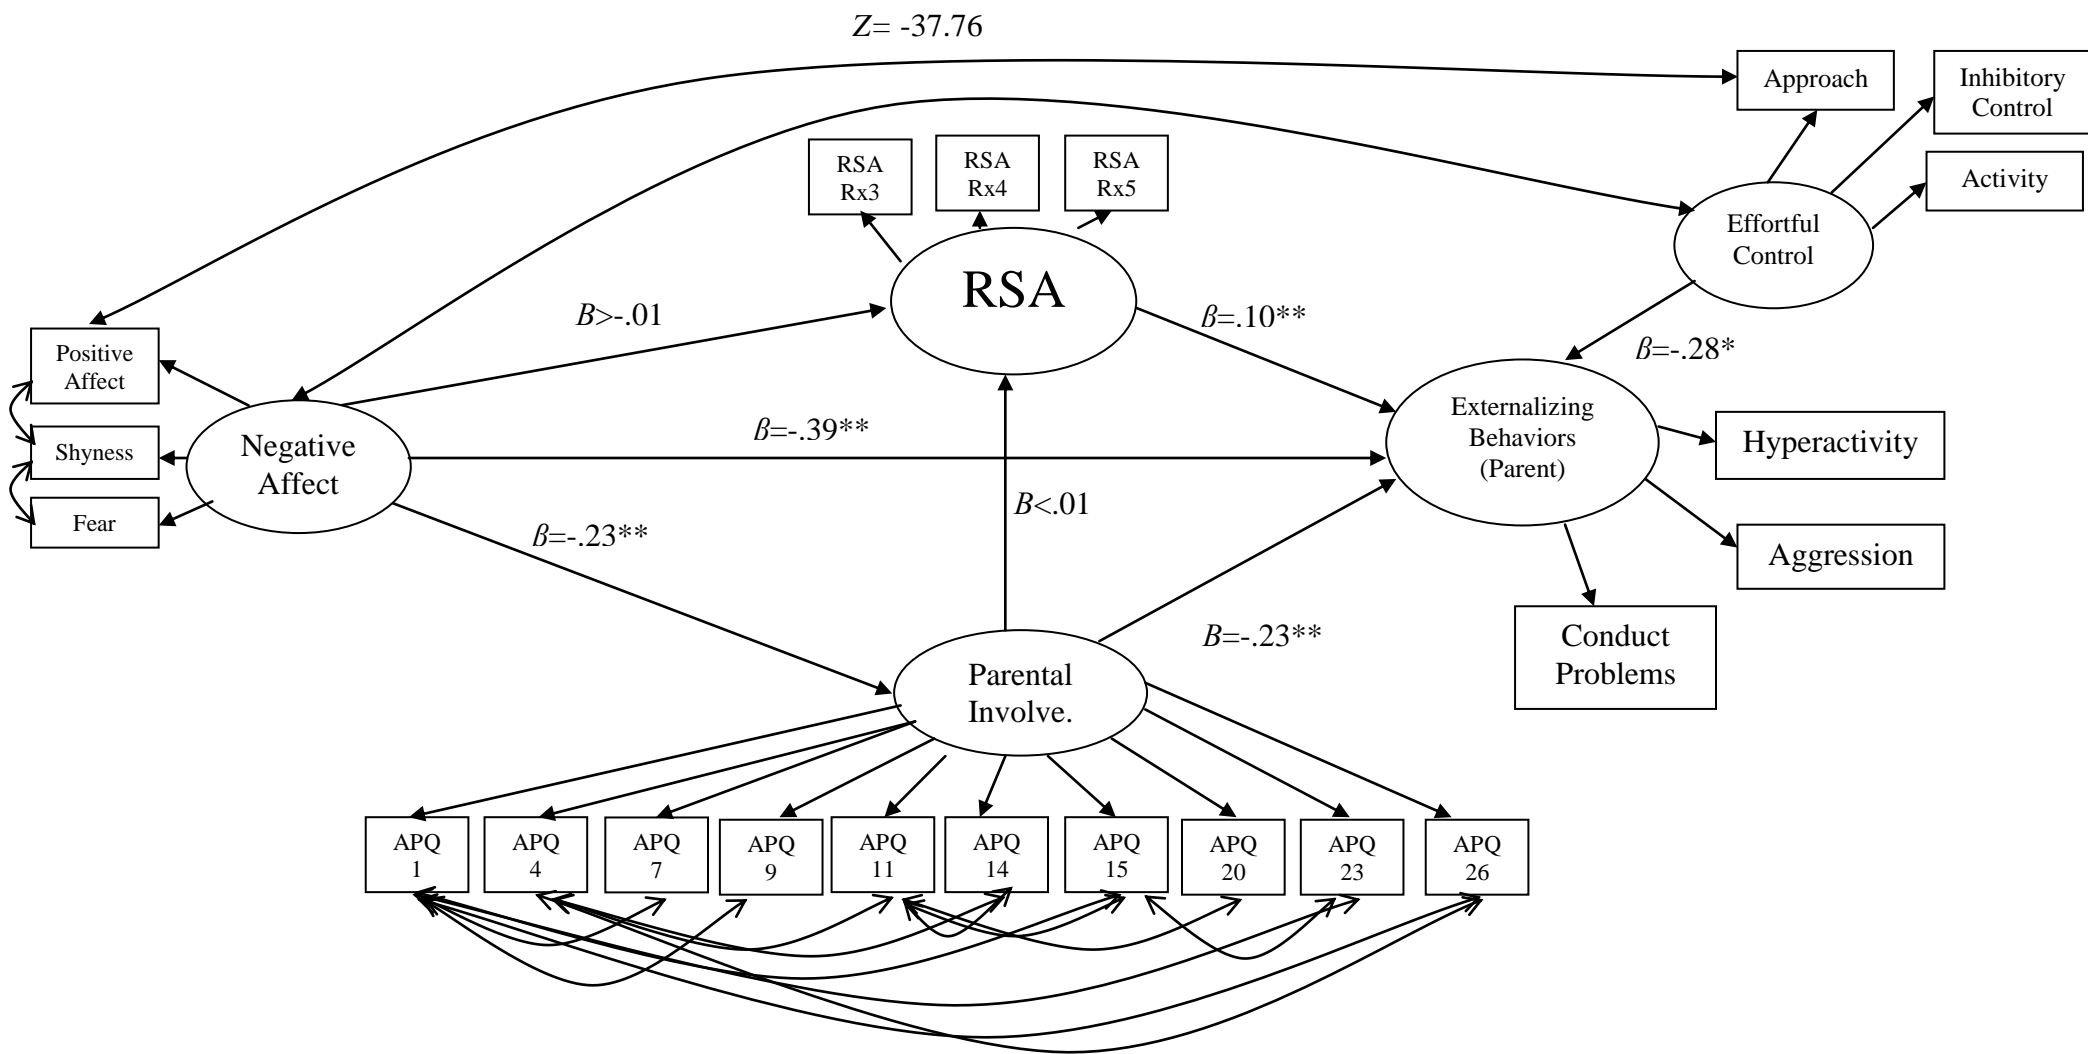 Z= -37.76
Approach
Inhibitory
Control
RSA
Rx3
RSA
Rx4
RSA
Rx5
Activity
Effortful
Control
RSA
B>-.01
β=.10**
β=-.28*
Positive
Affect
Shyness
Fear
Negative
Affect
β=-.39**
Externalizing
Behaviors
(Parent)
Hyperactivity
B<.01
β=-.23**
Aggression
B=-.23**
Conduct
Problems
Parental
Involve.
APQ
1
APQ
4
APQ
7
APQ
9
APQ
11
APQ
14
APQ
15
APQ
20
APQ
23
APQ
26